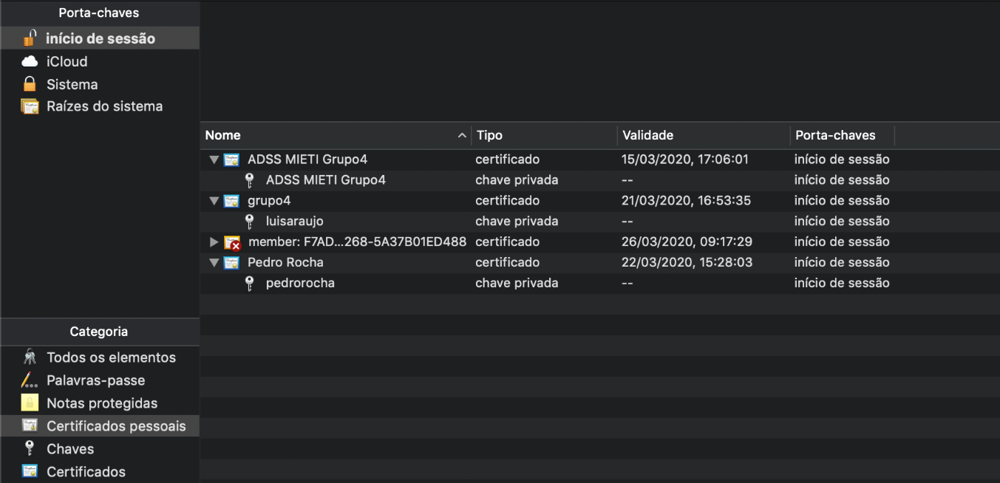 Porta-chaves
início de sessão
iCloud
Sistema
Raízes do sistema
Nome Tipo Validade Porta-chaves
ADSS MIETI Grupo4 certificado 15/03/2020, 17:06:01 início de sessão
ADSS MIETI Grupo4 chave privada -- início de sessão
grupo4 certificado 21/03/2020, 16:53:35 início de sessão
luisaraujo chave privada -- início de sessão
member: F7AD...268-5A37B01ED488 certificado 26/03/2020, 09:17:29 início de sessão
Pedro Rocha certificado 22/03/2020, 15:28:03 início de sessão
pedrorocha chave privada -- início de sessão
Categoria
Todos os elementos
Palavras-passe
Notas protegidas
Certificados pessoais
Chaves
Certificados